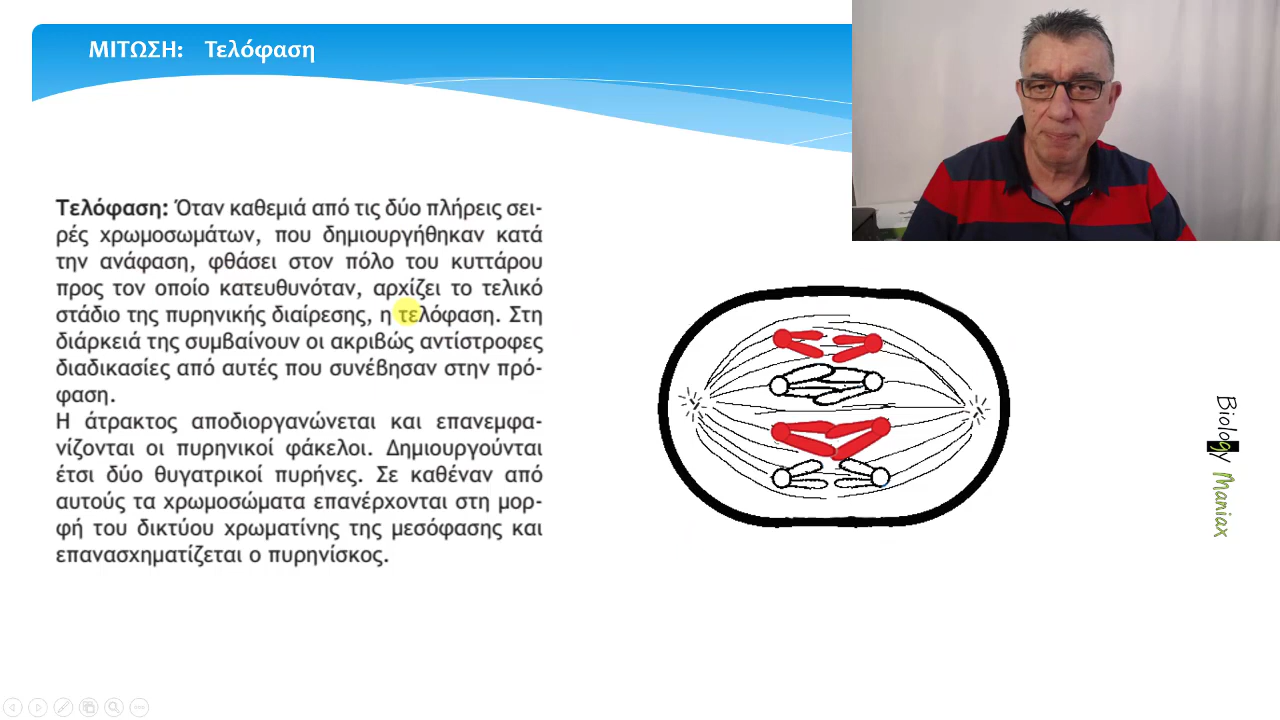 ΜΙΤΩΣΗ: Τελόφαση
Τελόφαση: Όταν καθεμιά από τις δύο πλήρεις σει-
ρές χρωμοσωμάτων, που δημιουργήθηκαν κατά
την ανάφαση, φθάσει στον πόλο του κυττάρου
προς τον οποίο κατευθυνόταν, αρχίζει το τελικό
στάδιο της πυρηνικής διαίρεσης, η τελόφαση. Στη
διάρκειά της συμβαίνουν οι ακριβώς αντίστροφες
διαδικασίες από αυτές που συνέβησαν στην πρό-
φαση.
Η άτρακτος αποδιοργανώνεται και επανεμφα-
νίζονται οι πυρηνικοί φάκελοι. Δημιουργούνται
έτσι δύο θυγατρικοί πυρήνες. Σε καθέναν από
αυτούς τα χρωμοσώματα επανέρχονται στη μορ-
φή του δικτύου χρωματίνης της μεσόφασης και
επανασχηματίζεται ο πυρηνίσκος.
Biology Maniax